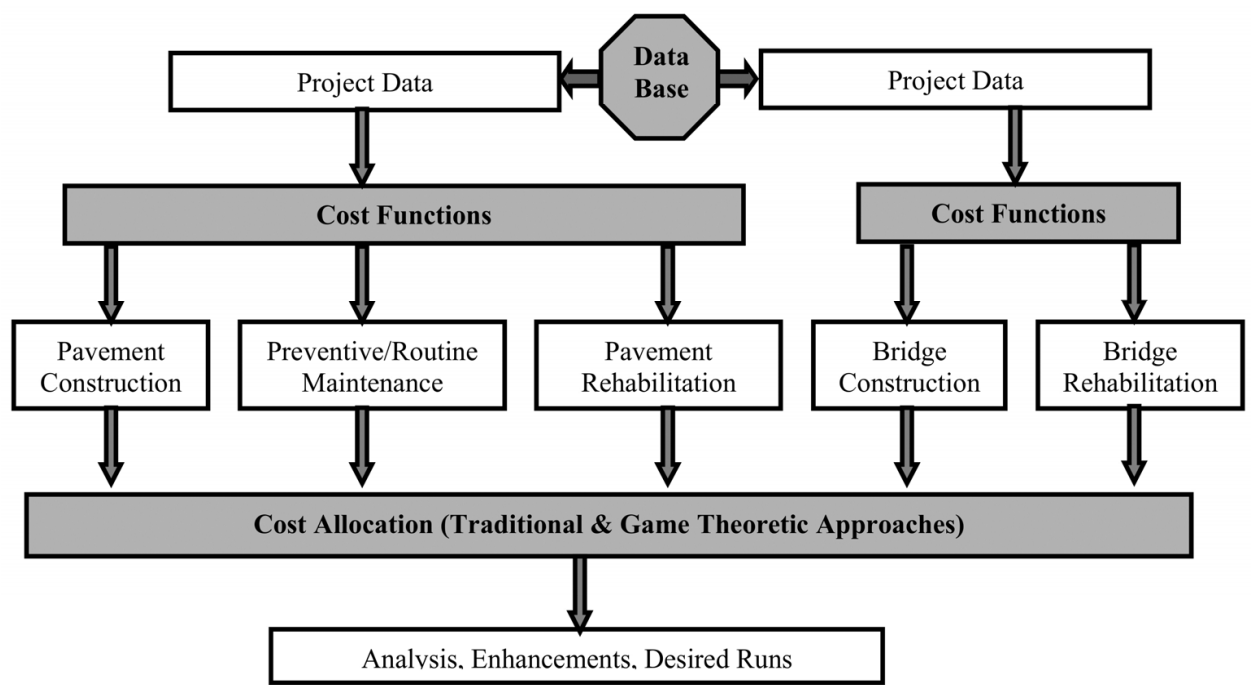 Data
Base
Project Data
Project Data
Cost Functions
Cost Functions
Pavement
Construction
Preventive/Routine
Maintenance
Pavement
Rehabilitation
Bridge
Construction
Bridge
Rehabilitation
Cost Allocation (Traditional & Game Theoretic Approaches)
Analysis, Enhancements, Desired Runs